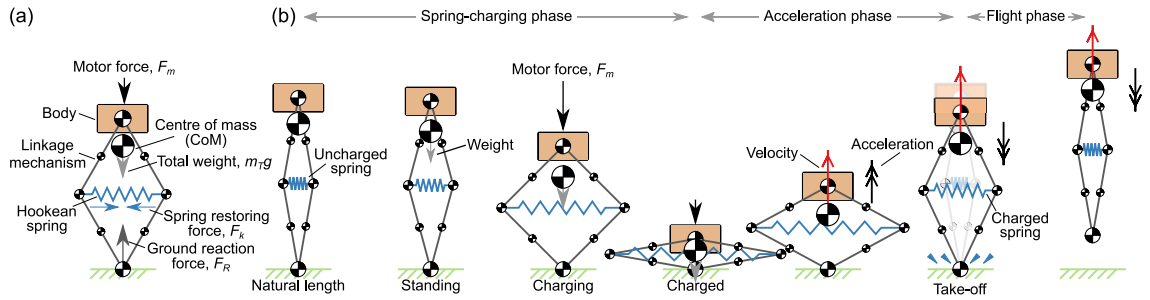 (a)
Motor force, Fm
Body
Centre of mass
(CoM)
Linkage
mechanism
Total weight, mTg
Hookean
spring
Spring restoring
force, Fk
Ground reaction
force, FR
(b)
Spring-charging phase
Acceleration phase
Flight phase
Uncharged
spring
Natural length
Weight
Standing
Motor force, Fm
Charging
Charged
Velocity
Acceleration
Charged
spring
Take-off